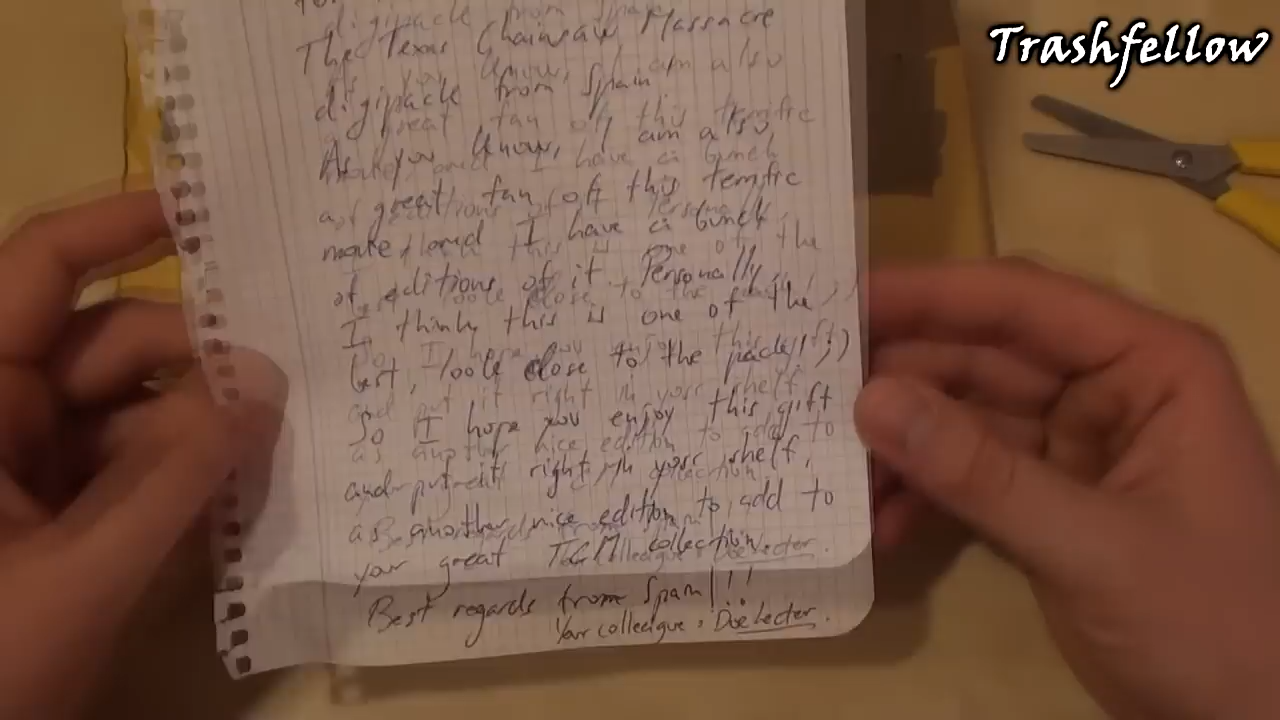 Trashfellow
The Texas Chainsaw Massacre
digipack from Spain
As you know, I am also
a great fan off this terrific
movie, and I have a bunch
of editions of it. Personally,
I think this is one of the
best, look close to the pack! ;)
So I hope you enjoy this gift
and put it right in your shelf,
as another nice edition to add to
your great TCM collection.
Best regards from Spain!!!
Your colleague: Doc Lecter.